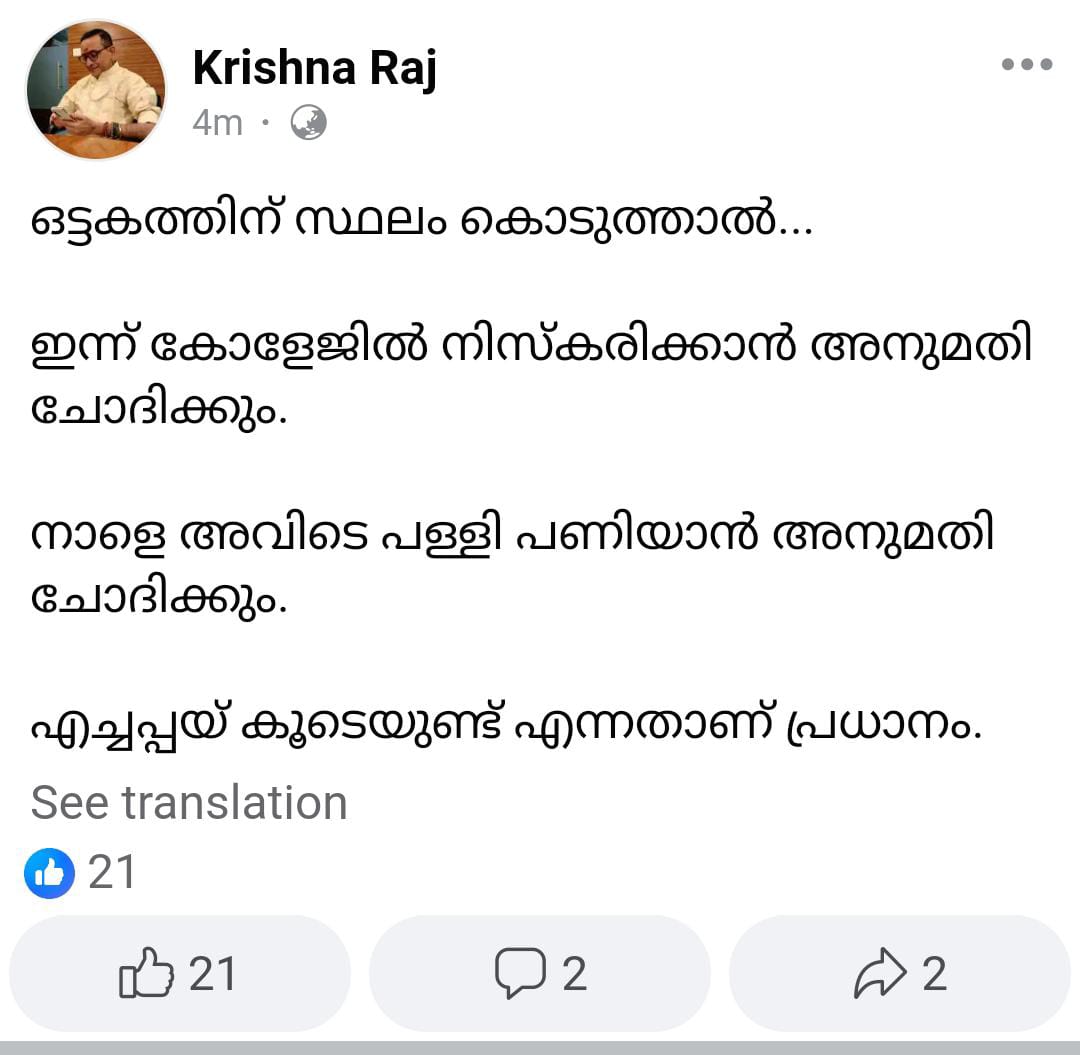 Krishna Raj
4m ·
ഒട്ടകത്തിന് സ്ഥലം കൊടുത്താൽ...
ഇന്ന് കോളേജിൽ നിസ്കരിക്കാൻ അനുമതി
ചോദിക്കും.
നാളെ അവിടെ പള്ളി പണിയാൻ അനുമതി
ചോദിക്കും.
എച്ചപ്പയ് കൂടെയുണ്ട് എന്നതാണ് പ്രധാനം.
See translation
21
21
2
2